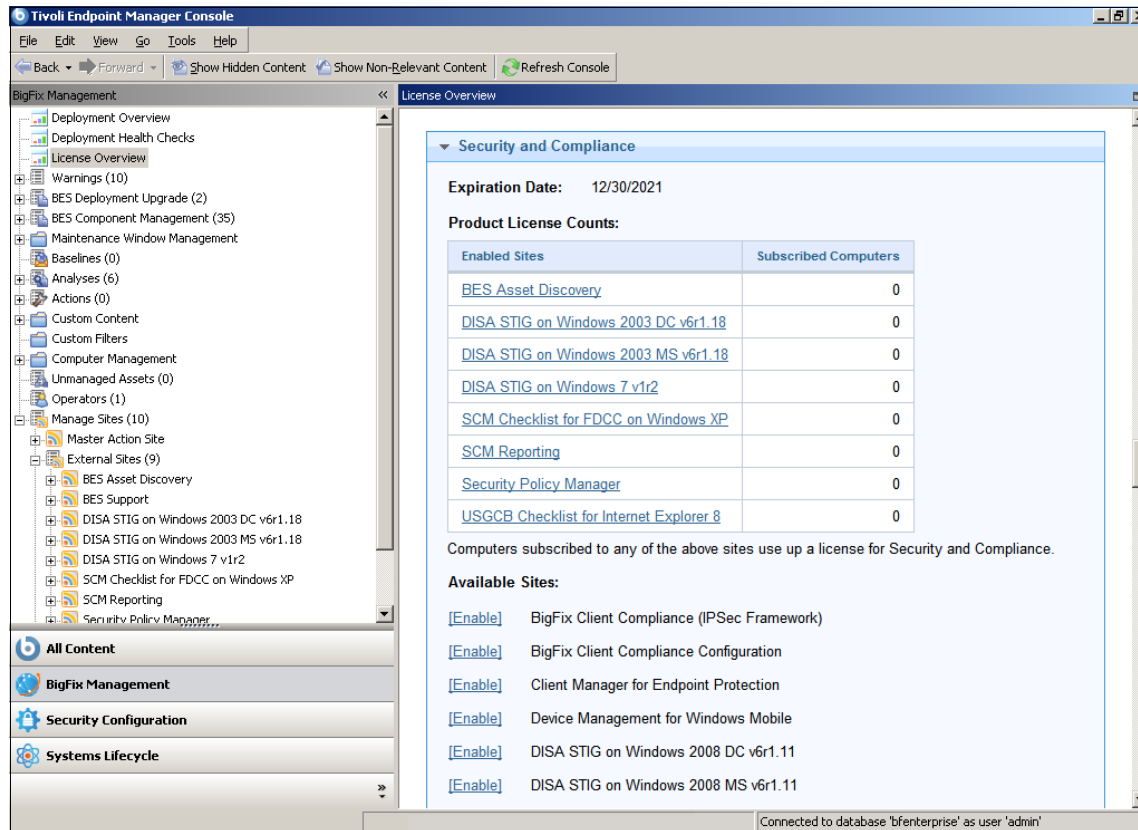 Tivoli Endpoint Manager Console
File Edit View Go Tools Help
Back Forward Show Hidden Content Show Non-Relevant Content Refresh Console
BigFix Management
Deployment Overview
Deployment Health Checks
License Overview
Warnings (10)
BES Deployment Upgrade (2)
BES Component Management (35)
Maintenance Window Management
Baselines (0)
Analyses (6)
Actions (0)
Custom Content
Custom Filters
Computer Management
Unmanaged Assets (0)
Operators (1)
Manage Sites (10)
Master Action Site
External Sites (9)
BES Asset Discovery
BES Support
DISA STIG on Windows 2003 DC v6r1.18
DISA STIG on Windows 2003 MS v6r1.18
DISA STIG on Windows 7 v1r2
SCM Checklist for FDCC on Windows XP
SCM Reporting
Security Policy Manager
All Content
BigFix Management
Security Configuration
Systems Lifecycle
License Overview
Security and Compliance
Expiration Date: 12/30/2021
Product License Counts:
Enabled Sites Subscribed Computers
BES Asset Discovery 0
DISA STIG on Windows 2003 DC v6r1.18 0
DISA STIG on Windows 2003 MS v6r1.18 0
DISA STIG on Windows 7 v1r2 0
SCM Checklist for FDCC on Windows XP 0
SCM Reporting 0
Security Policy Manager 0
USGCB Checklist for Internet Explorer 8 0
Computers subscribed to any of the above sites use up a license for Security and Compliance.
Available Sites:
[Enable] BigFix Client Compliance (IPSec Framework)
[Enable] BigFix Client Compliance Configuration
[Enable] Client Manager for Endpoint Protection
[Enable] Device Management for Windows Mobile
[Enable] DISA STIG on Windows 2008 DC v6r1.11
[Enable] DISA STIG on Windows 2008 MS v6r1.11
Connected to database 'bfenterprise' as user 'admin'